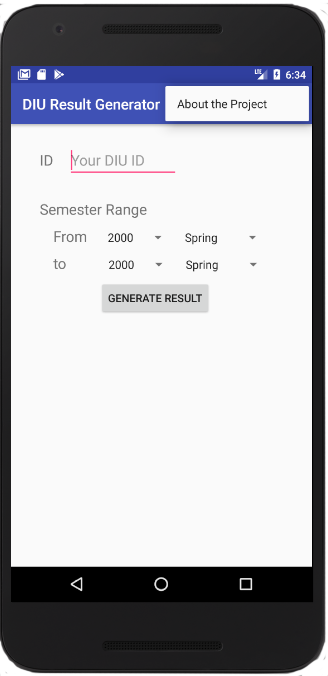 LTE 6:34
DIU Result Generator About the Project
ID Your DIU ID
Semester Range
From 2000 Spring
to 2000 Spring
GENERATE RESULT